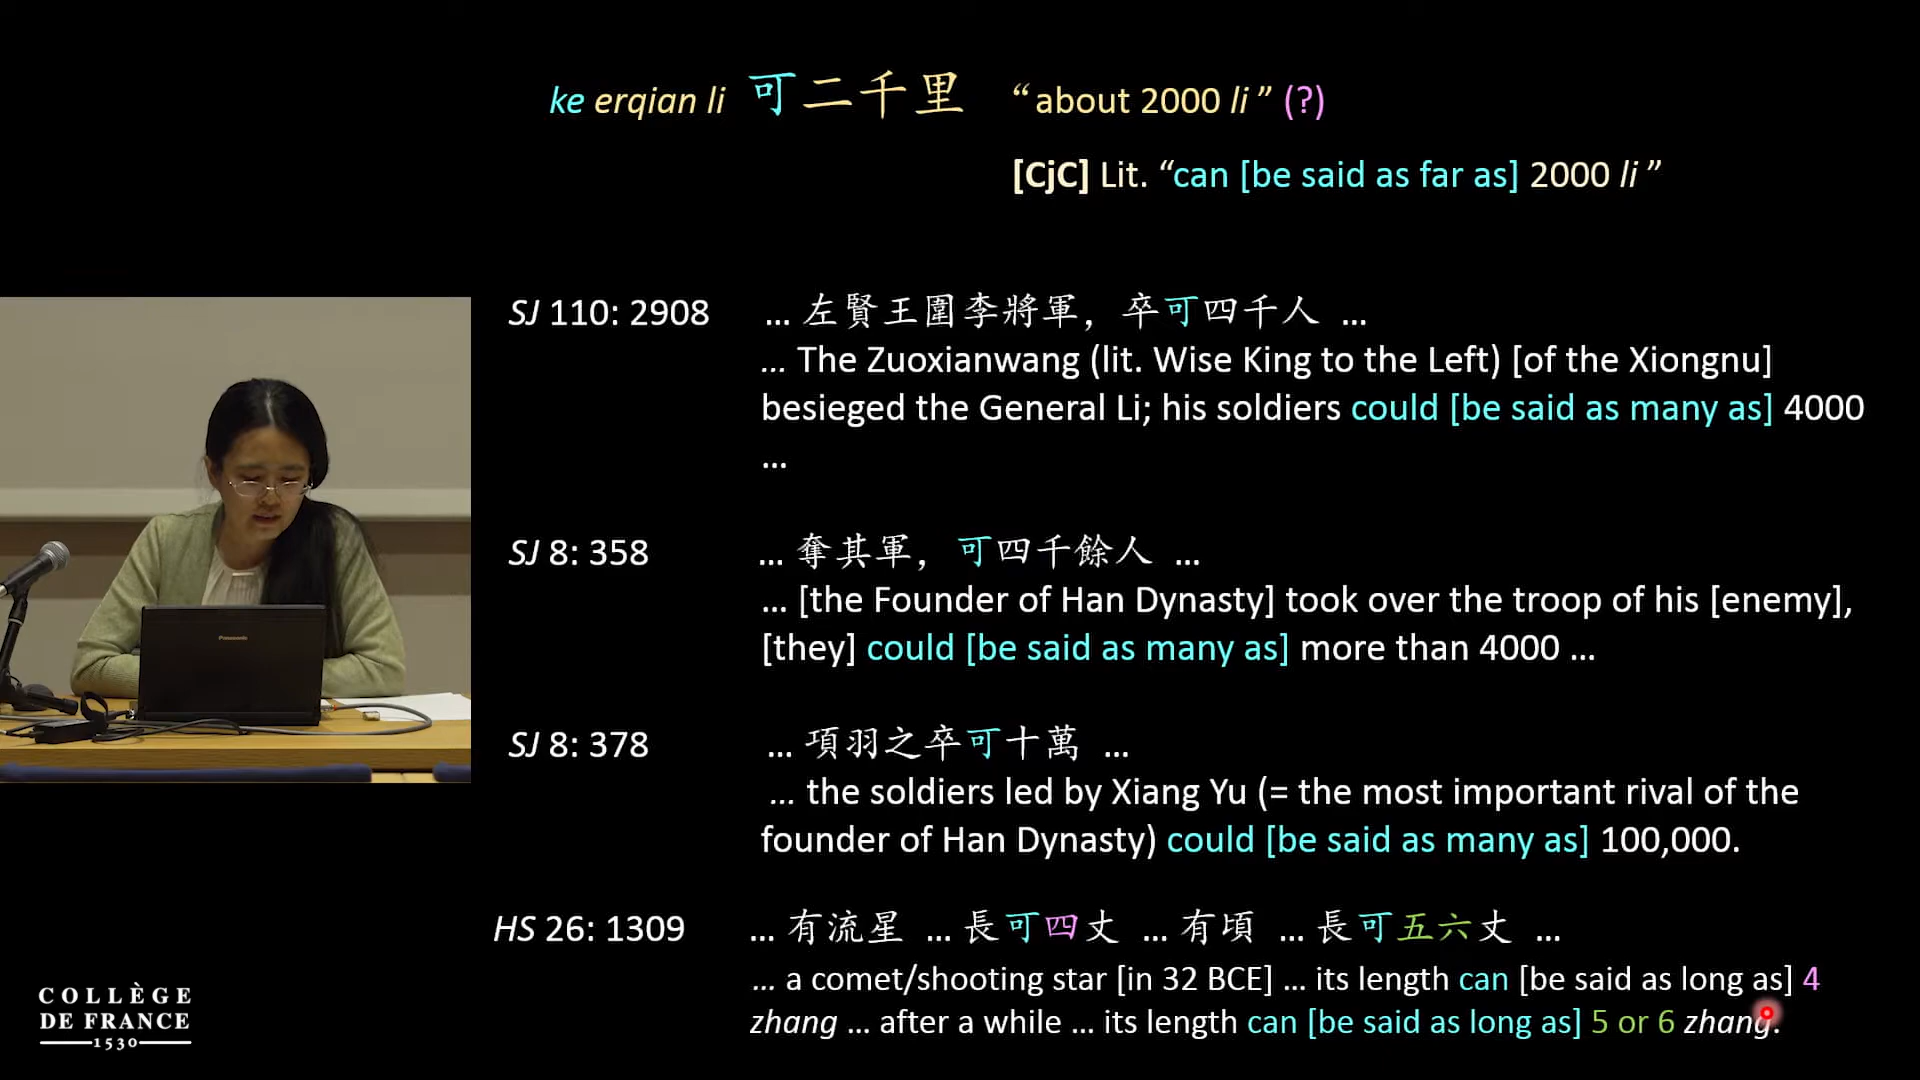 ke erqian li 可二千里 “about 2000 li” (?)
[CjC] Lit. “can [be said as far as] 2000 li”
SJ 110: 2908 … 左賢王圍李將軍，卒可四千人 …
… The Zuoxianwang (lit. Wise King to the Left) [of the Xiongnu]
besieged the General Li; his soldiers could [be said as many as] 4000
…
SJ 8: 358 … 奪其軍，可四千餘人 …
… [the Founder of Han Dynasty] took over the troop of his [enemy],
[they] could [be said as many as] more than 4000 …
SJ 8: 378 … 項羽之卒可十萬 …
… the soldiers led by Xiang Yu (= the most important rival of the
founder of Han Dynasty) could [be said as many as] 100,000.
HS 26: 1309 … 有流星 … 長可四丈 … 有頃 … 長可五六丈 …
… a comet/shooting star [in 32 BCE] … its length can [be said as long as] 4
zhang … after a while … its length can [be said as long as] 5 or 6 zhang.
Panasonic
COLLÈGE
DE FRANCE
1530